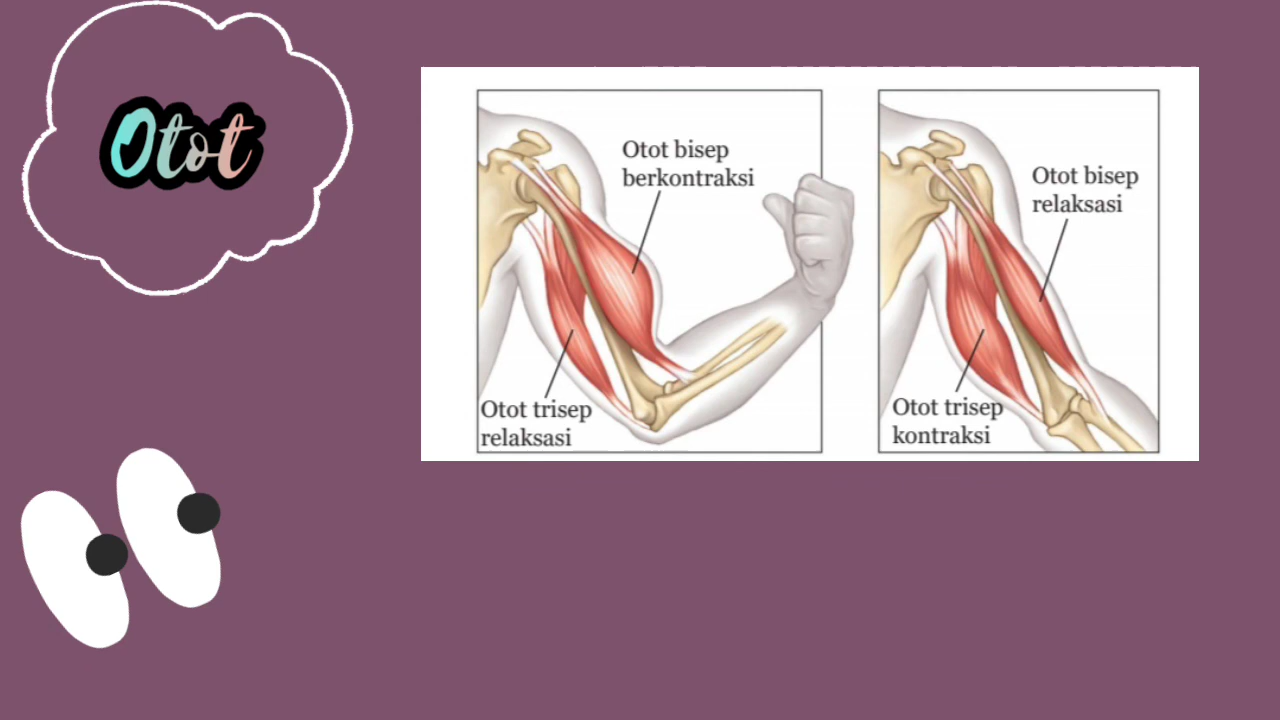 Otot
Otot bisep
berkontraksi
Otot trisep
relaksasi
Otot bisep
relaksasi
Otot trisep
kontraksi